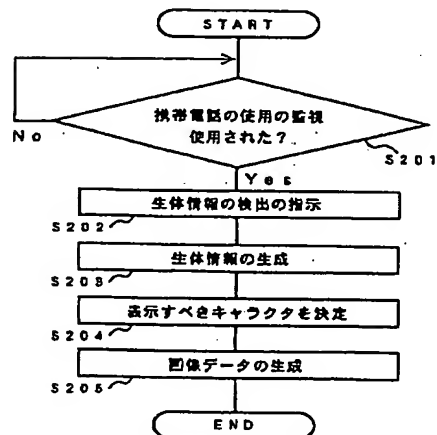 START
携帯電話の使用の監視
使用された？
No
S201
Yes
生体情報の検出の指示
S202
生体情報の生成
S203
表示すべきキャラクタを決定
S204
画像データの生成
S205
END